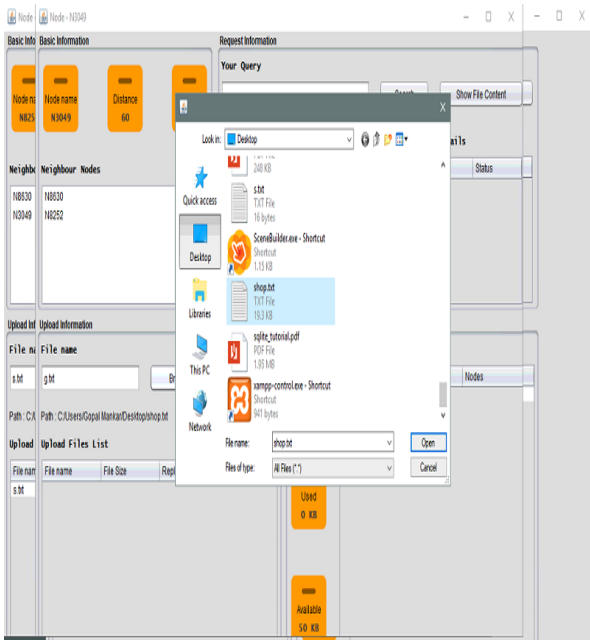 Node
Node - N3049
Basic Info
Basic Information
Request Information
Your Query
Node na
N825
Node name
N3049
Distance
60
Show File Content
Look in:
Desktop
ails
Status
Neighbo
Neighbour Nodes
N8630
N3049
N8630
N8252
Quick access
Desktop
Libraries
This PC
Network
248 KB
s.txt
TXT File
16 bytes
SceneBuilder.exe - Shortcut
Shortcut
1.15 KB
shop.txt
TXT File
19.3 KB
sqlite_tutorial.pdf
PDF File
1.95 MB
xampp-control.exe - Shortcut
Shortcut
941 bytes
File name:
shop.txt
Open
Files of type:
All Files (*.*)
Cancel
Upload Inf
Upload Information
File na
File name
s.txt
g.txt
Br
Nodes
Path : C:/
Path : C:/Users/Gopal Mankar/Desktop/shop.txt
Upload
Upload Files List
File nam
File name
File Size
Repl
s.txt
Used
0 KB
Available
50 KB